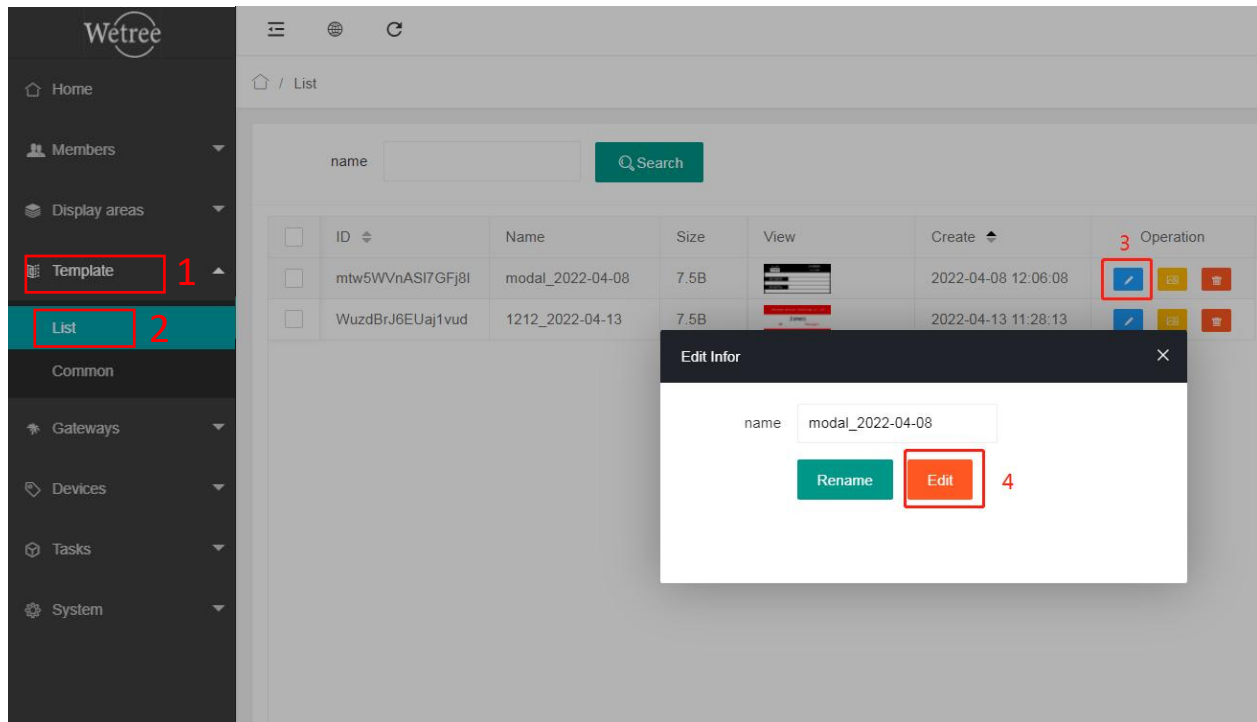 Wetree
/ List
Home
Members
Display areas
Template 1
List 2
Common
Gateways
Devices
Tasks
System
name Search
ID Name Size View Create 3 Operation
mtw5WVnASl7GFj8l modal_2022-04-08 7.5B 2022-04-08 12:06:08
WuzdBrJ6EUaj1vud 1212_2022-04-13 7.5B 2022-04-13 11:28:13
Edit Infor
name modal_2022-04-08
Rename Edit 4